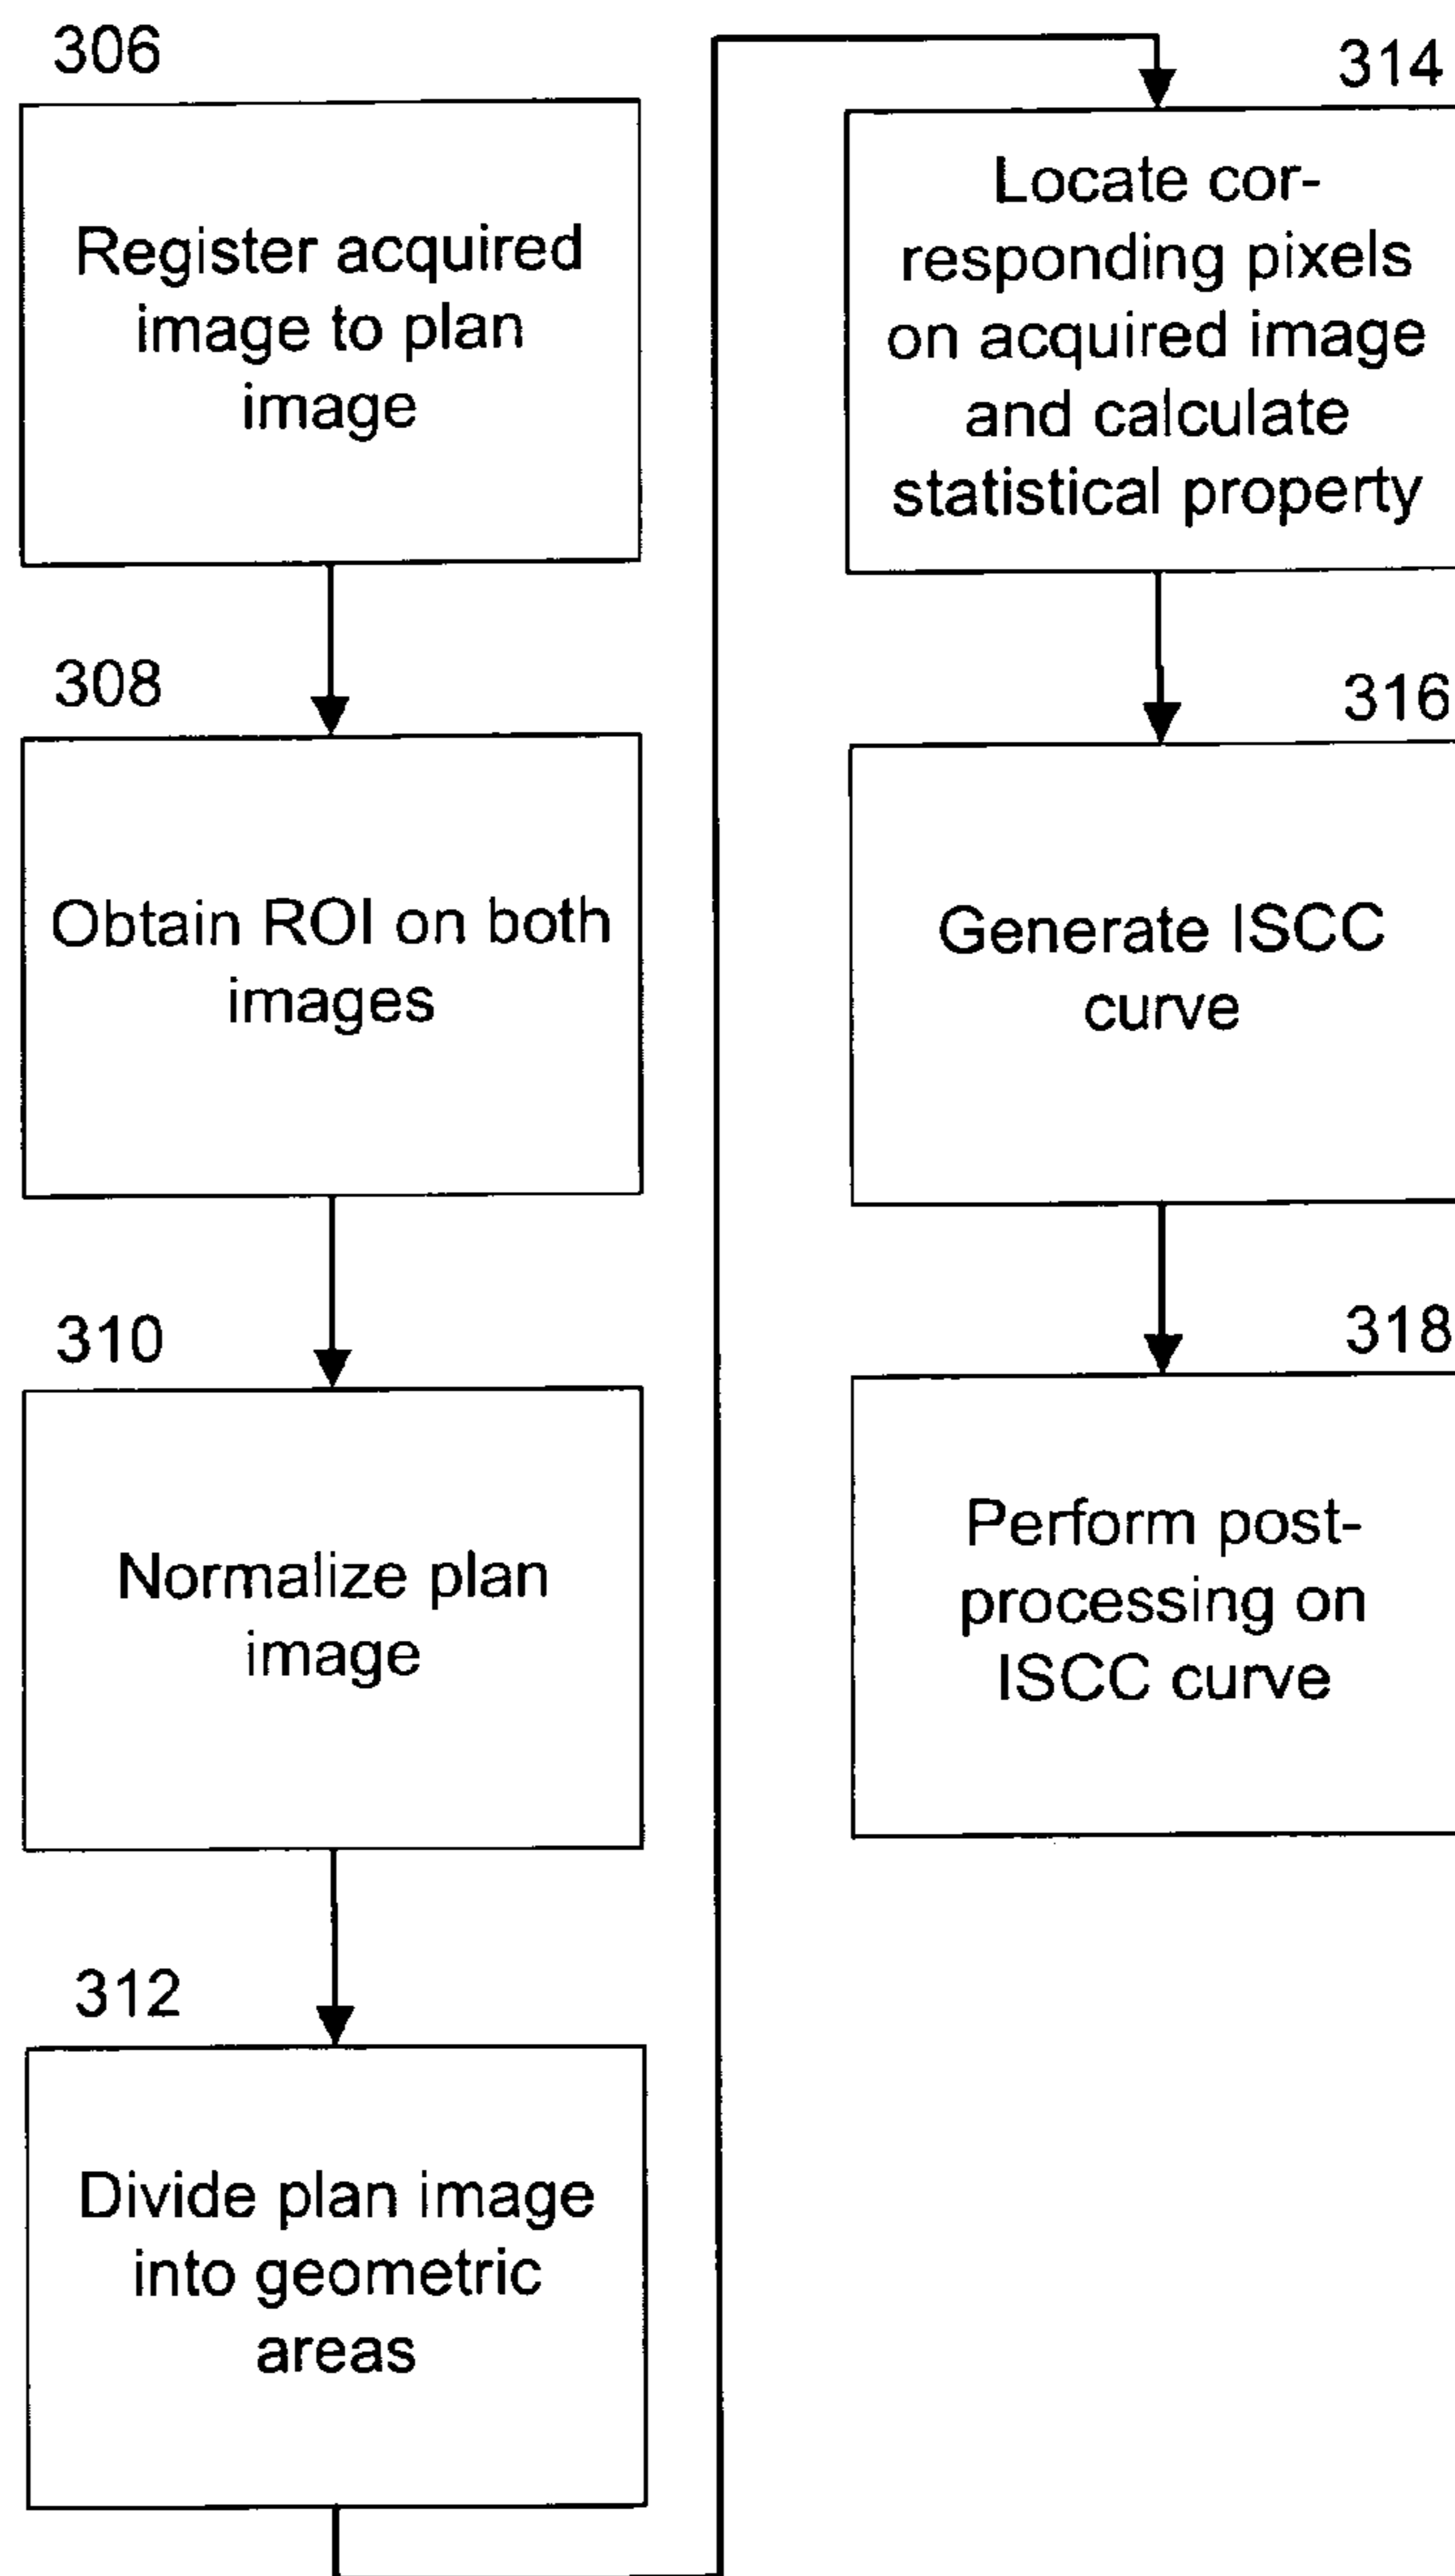 306
Register acquired
image to plan
image
308
Obtain ROI on both
images
310
Normalize plan
image
312
Divide plan image
into geometric
areas
314
Locate cor-
responding pixels
on acquired image
and calculate
statistical property
316
Generate ISCC
curve
318
Perform post-
processing on
ISCC curve